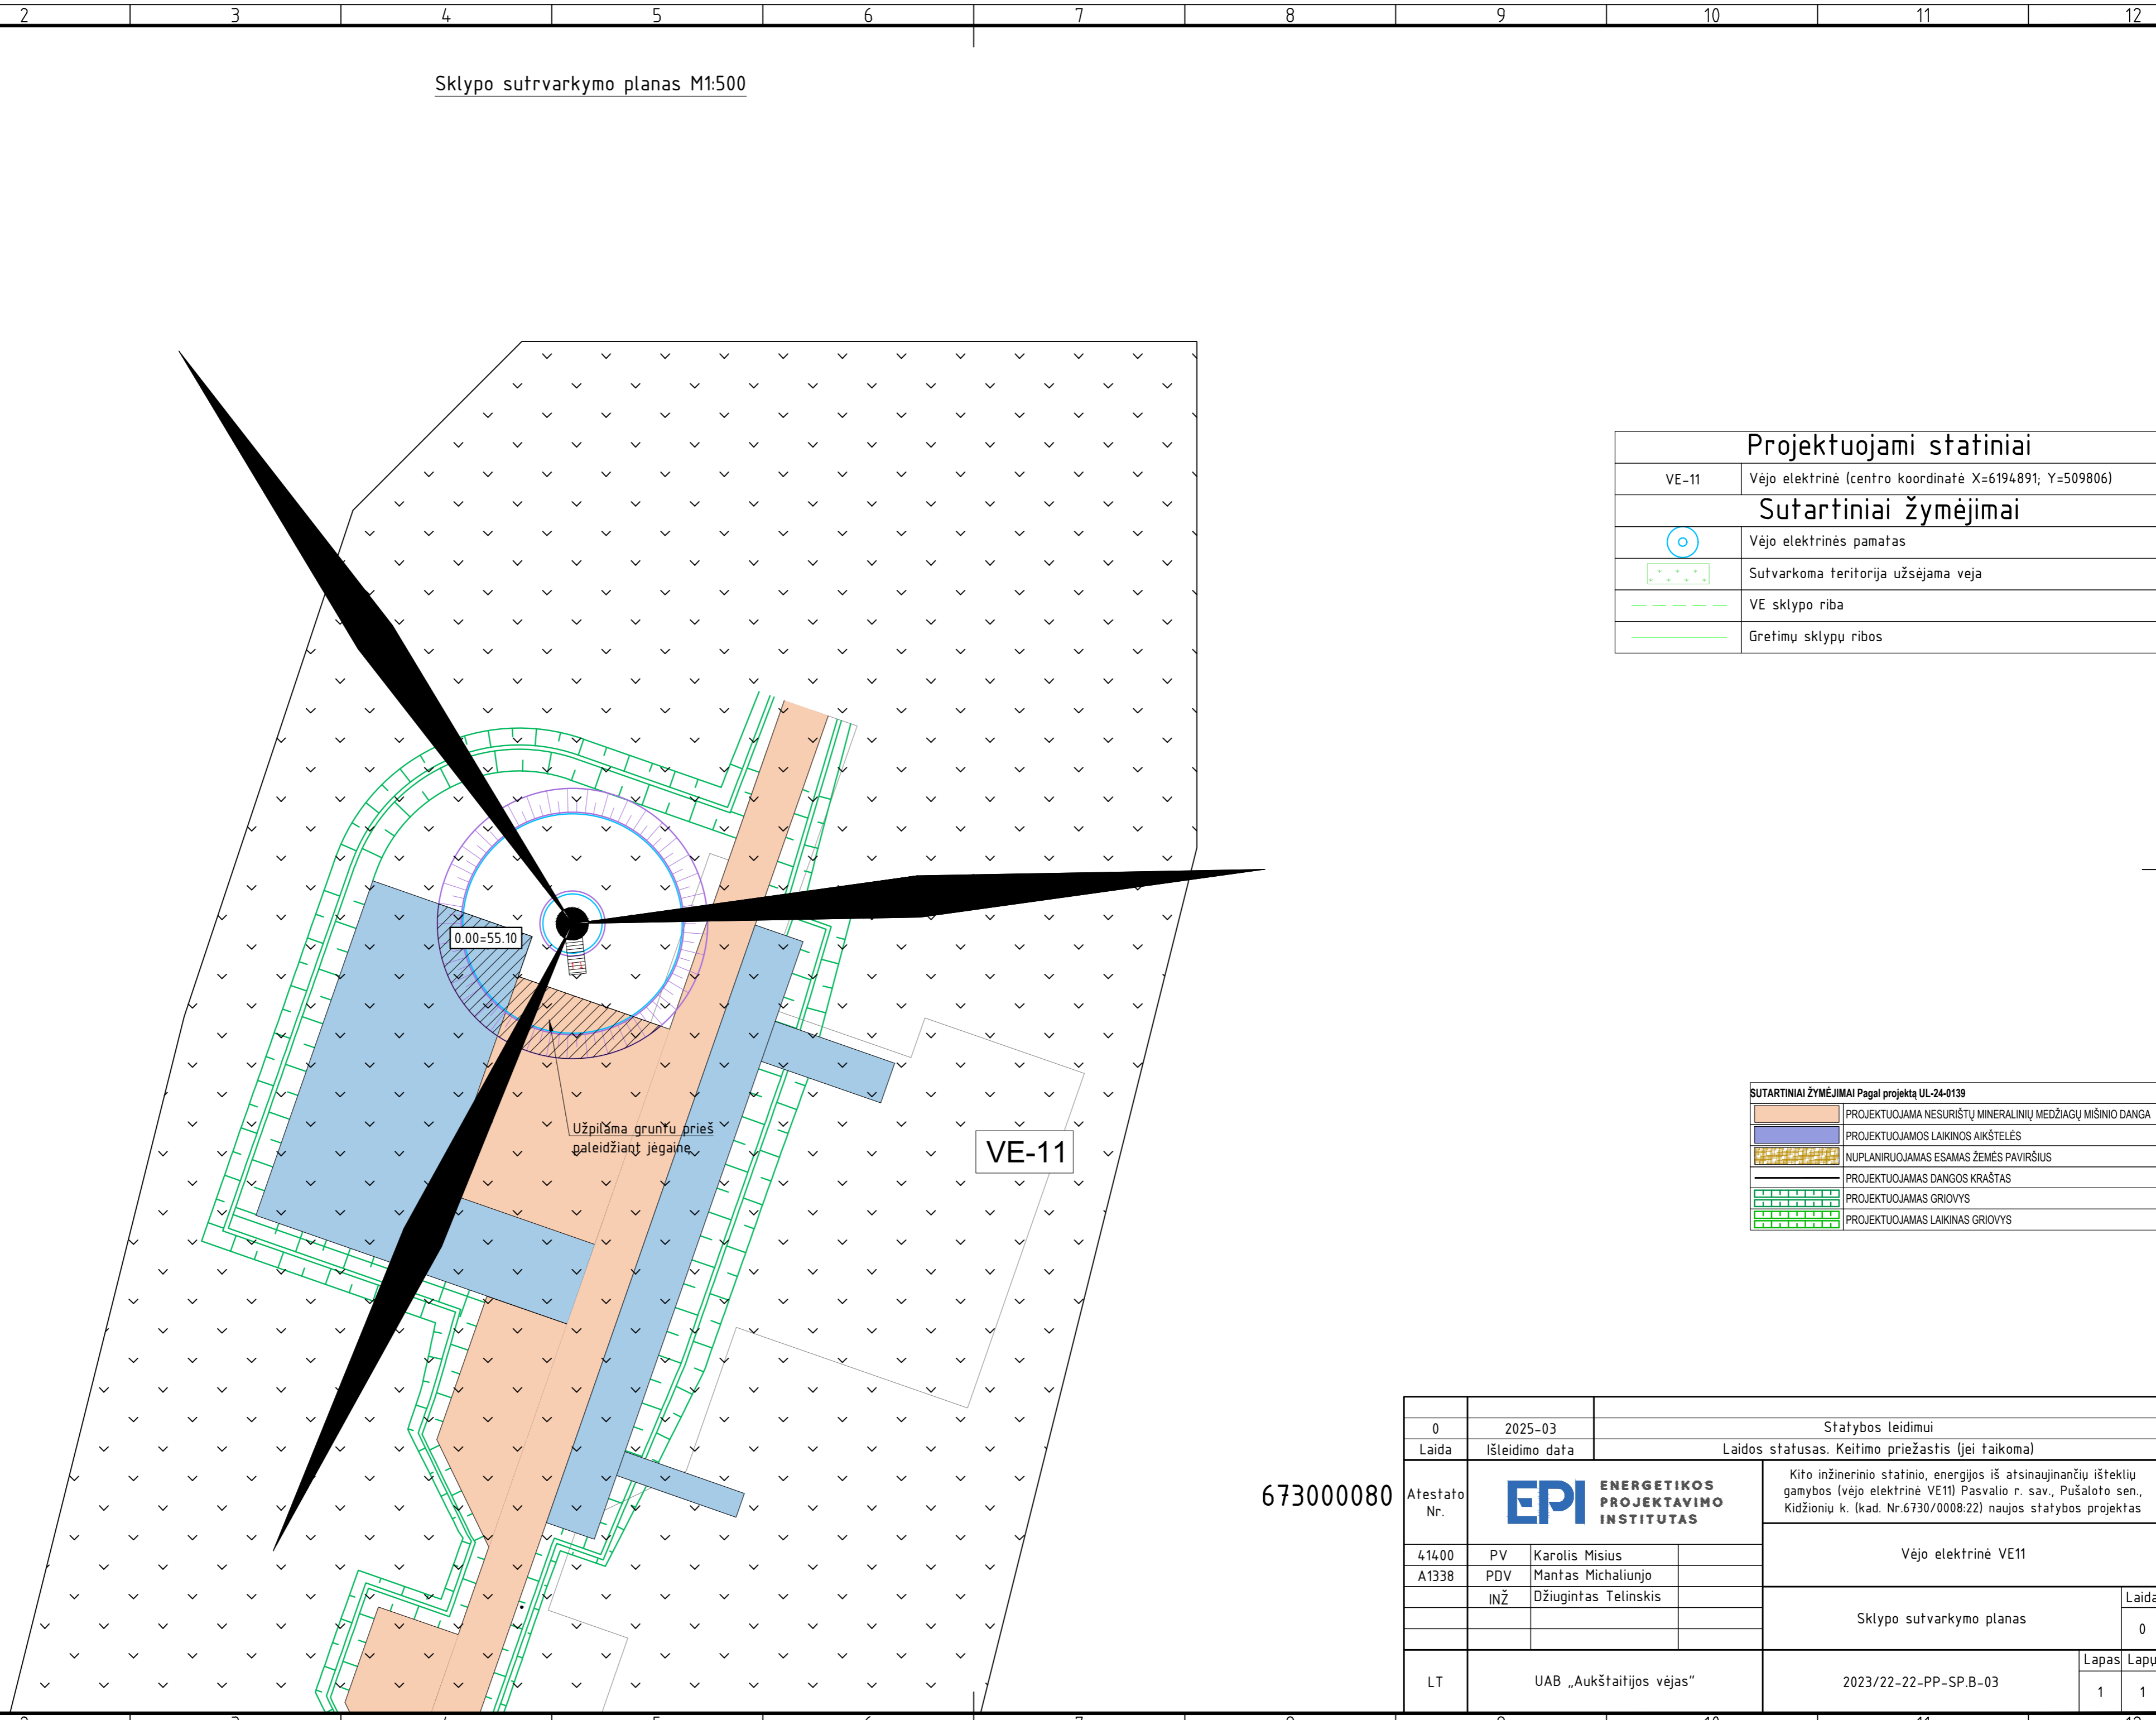 2 3 4 5 6 7 8 9 10 11 12
Sklypo sutrvarkymo planas M1:500
Projektuojami statiniai
VE-11 Vėjo elektrinė (centro koordinatė X=6194891; Y=509806)
Sutartiniai žymėjimai
Vėjo elektrinės pamatas
Sutvarkoma teritorija užsėjama veja
VE sklypo riba
Gretimų sklypų ribos
0.00=55.10
Užpilama gruntu prieš
paleidžiant jėgainę
VE-11
SUTARTINIAI ŽYMĖJIMAI Pagal projektą UL-24-0139
PROJEKTUOJAMA NESURIŠTŲ MINERALINIŲ MEDŽIAGŲ MIŠINIO DANGA
PROJEKTUOJAMOS LAIKINOS AIKŠTELĖS
NUPLANIRUOJAMAS ESAMAS ŽEMĖS PAVIRŠIUS
PROJEKTUOJAMAS DANGOS KRAŠTAS
PROJEKTUOJAMAS GRIOVYS
PROJEKTUOJAMAS LAIKINAS GRIOVYS
0 2025-03 Statybos leidimui
Laida Išleidimo data Laidos statusas. Keitimo priežastis (jei taikoma)
673000080
Atestato
Nr.
EPI
ENERGETIKOS
PROJEKTAVIMO
INSTITUTAS
Kito inžinerinio statinio, energijos iš atsinaujinančių išteklių
gamybos (vėjo elektrinė VE11) Pasvalio r. sav., Pušaloto sen.,
Kidžionių k. (kad. Nr.6730/0008:22) naujos statybos projektas
41400 PV Karolis Misius
A1338 PDV Mantas Michaliunjo
INŽ Džiugintas Telinskis
Vėjo elektrinė VE11
Sklypo sutvarkymo planas
Laida
0
LT UAB „Aukštaitijos vėjas"
2023/22-22-PP-SP.B-03
Lapas Lapų
1 1